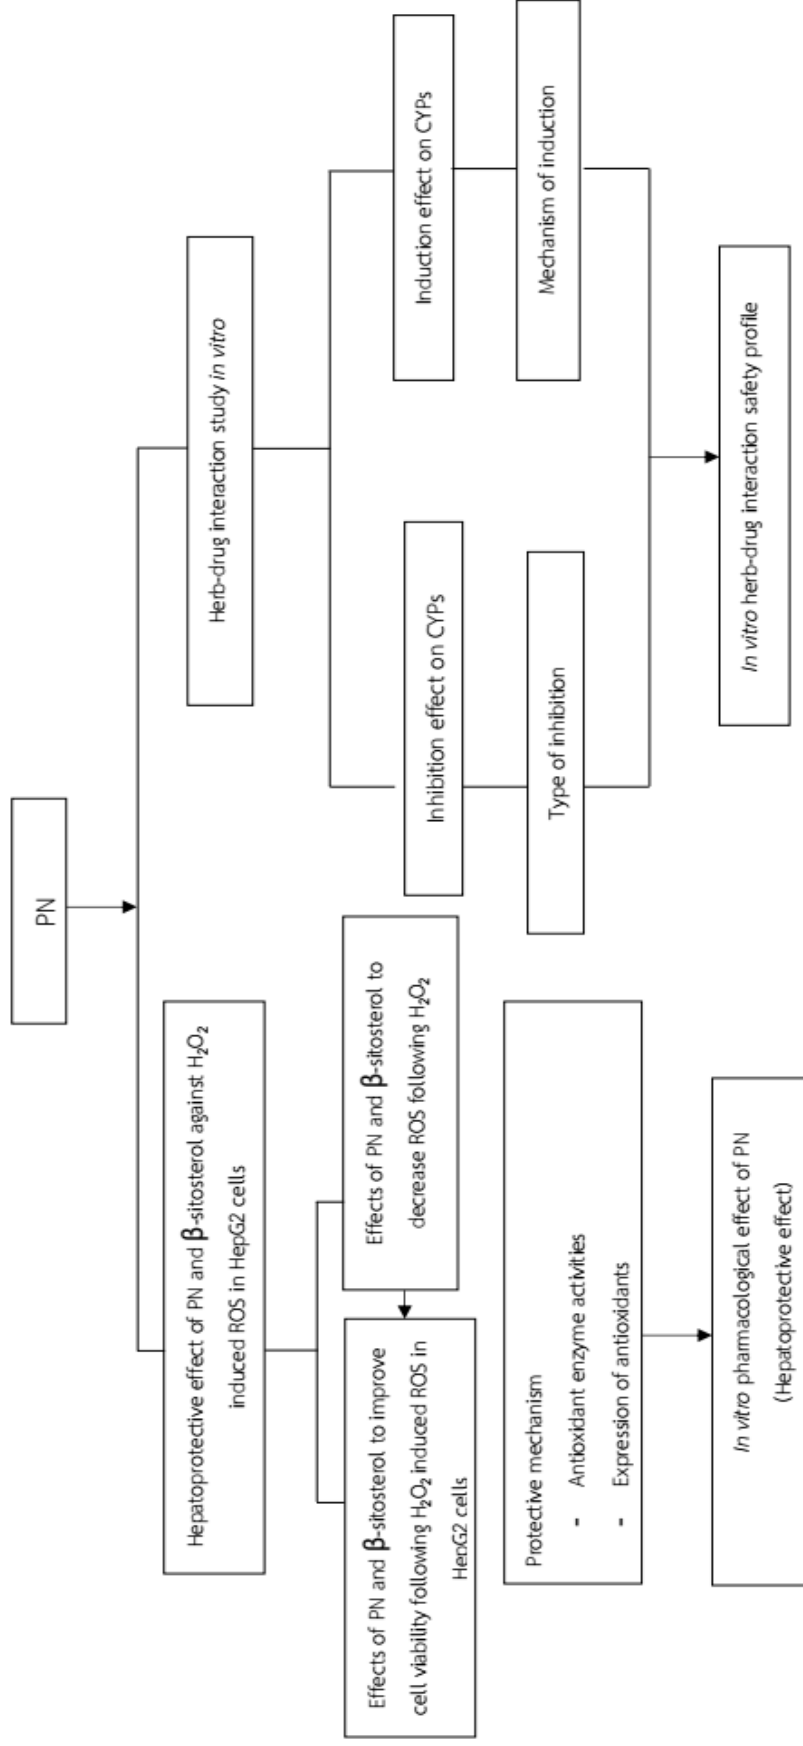 PN
Hepatoprotective effect of PN and β-sitosterol against H₂O₂
induced ROS in HepG2 cells
Herb-drug interaction study in vitro
Effects of PN and β-sitosterol to improve
cell viability following H₂O₂ induced ROS in
HepG2 cells
Effects of PN and β-sitosterol to
decrease ROS following H₂O₂
Inhibition effect on CYPs
Induction effect on CYPs
Protective mechanism
- Antioxidant enzyme activities
- Expression of antioxidants
Type of inhibition
Mechanism of induction
In vitro pharmacological effect of PN
(Hepatoprotective effect)
In vitro herb-drug interaction safety profile